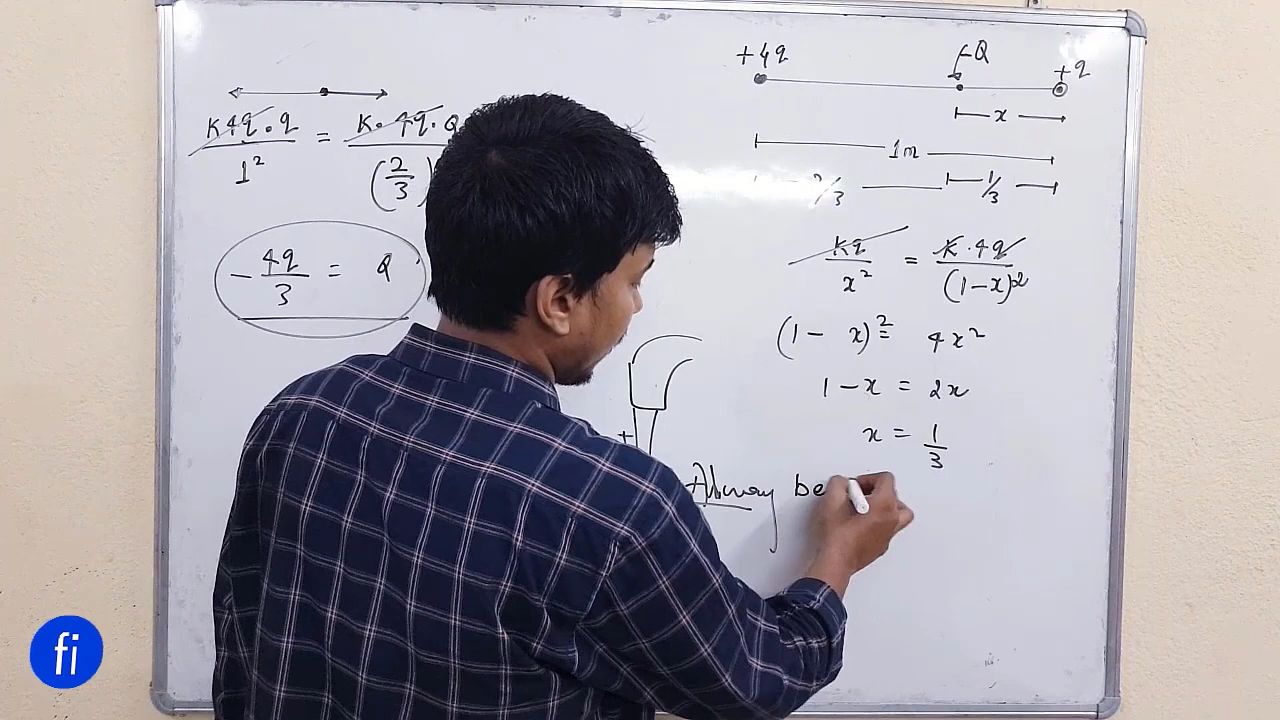 +4q -Q +q
x
1m
2/3 1/3
K4q·q/1² = K·4q·Q/(2/3)
-4q/3 = Q
Kq/x² = K·4q/(1-x)²
(1-x)² = 4x²
1-x = 2x
x = 1/3
+
Alway be
fi